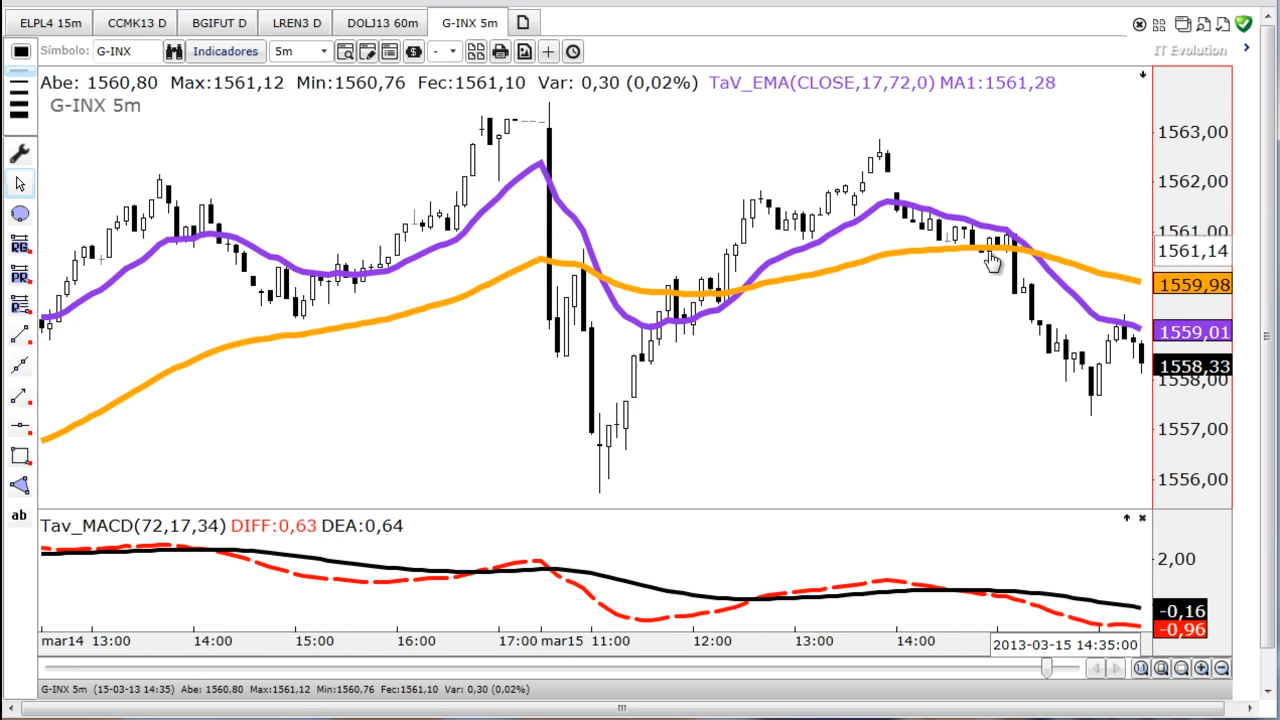 ELPL4 15m CCMK13 D BGIFUT D LREN3 D DOLJ13 60m G-INX 5m
Símbolo: G-INX Indicadores 5m - IT Evolution
Abe: 1560,80 Max:1561,12 Min:1560,76 Fec:1561,10 Var: 0,30 (0,02%) TaV_EMA(CLOSE,17,72,0) MA1:1561,28
G-INX 5m
1563,00
1562,00
1561,00
1561,14
1559,98
1559,01
1558,33
1558,00
1557,00
1556,00
RG
PR
ab
Tav_MACD(72,17,34) DIFF:0,63 DEA:0,64
2,00
-0,16
-0,96
mar14 13:00 14:00 15:00 16:00 17:00 mar15 11:00 12:00 13:00 14:00 2013-03-15 14:35:00
G-INX 5m (15-03-13 14:35) Abe: 1560,80 Max:1561,12 Min:1560,76 Fec:1561,10 Var: 0,30 (0,02%)